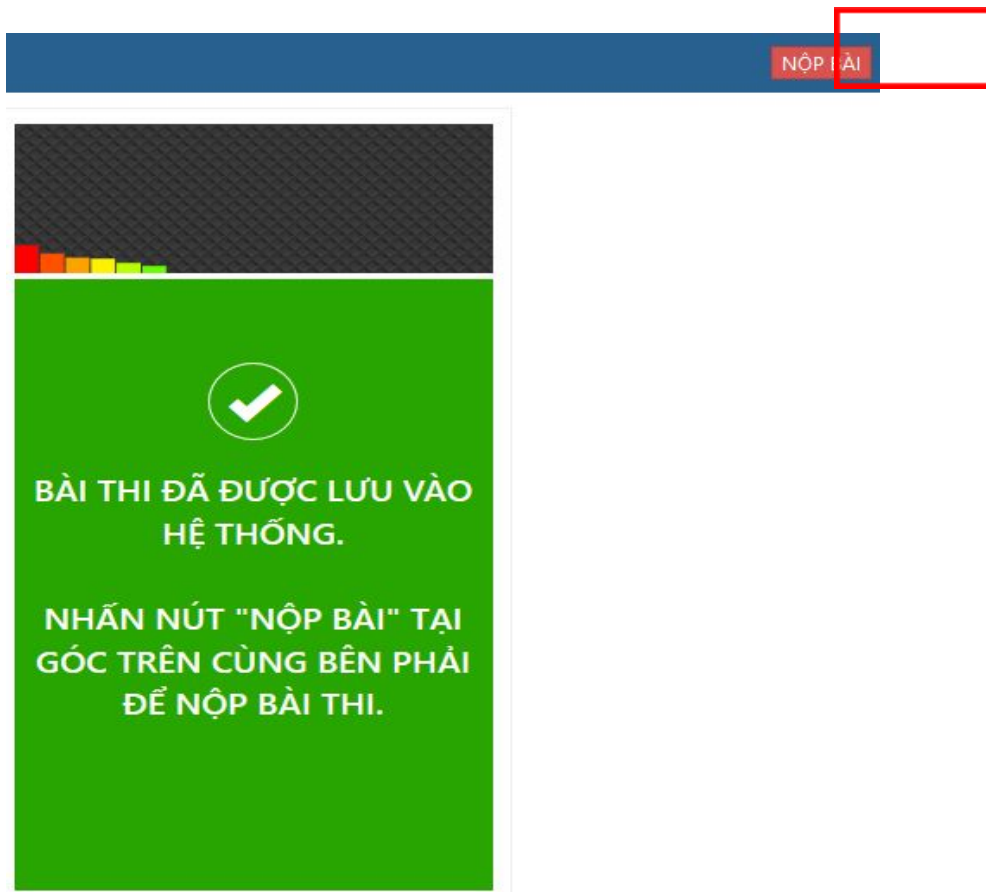 NỘP BÀI
BÀI THI ĐÃ ĐƯỢC LƯU VÀO
HỆ THỐNG.
NHẤN NÚT "NỘP BÀI" TẠI
GÓC TRÊN CÙNG BÊN PHẢI
ĐỂ NỘP BÀI THI.